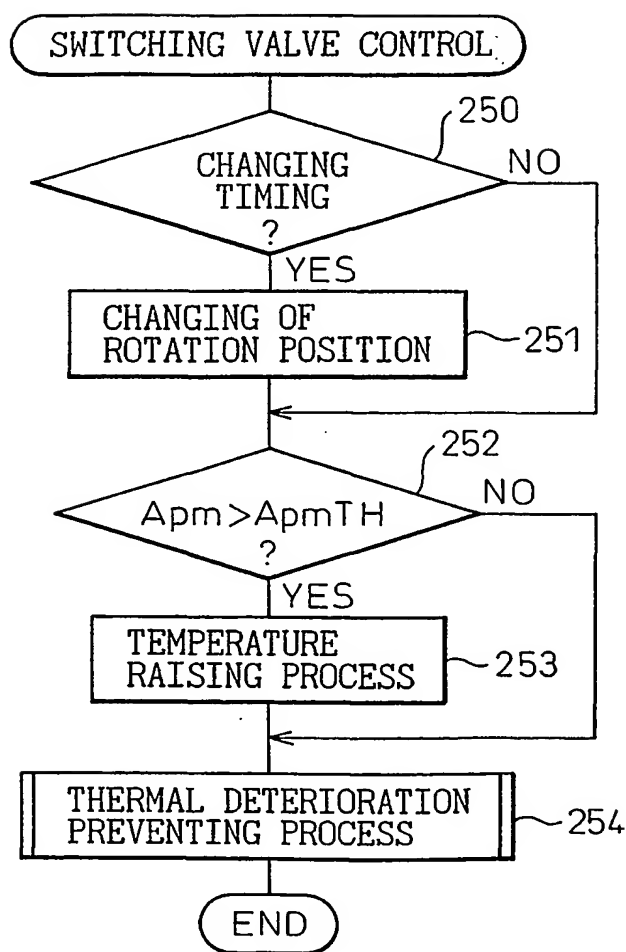 SWITCHING VALVE CONTROL
250
CHANGING
TIMING
?
NO
YES
CHANGING OF
ROTATION POSITION
251
252
Apm>ApmTH
?
NO
YES
TEMPERATURE
RAISING PROCESS
253
THERMAL DETERIORATION
PREVENTING PROCESS
254
END